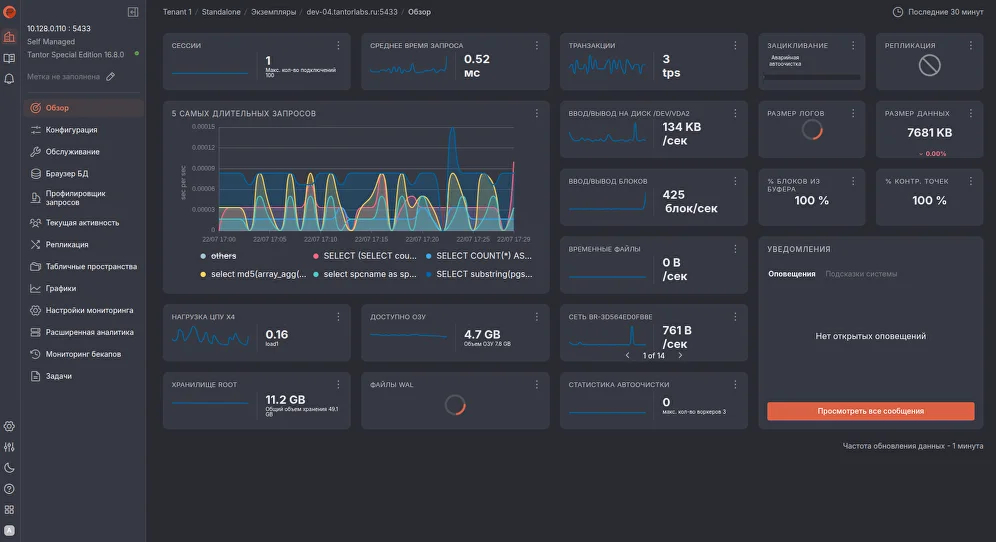 Tenant 1 / Standalone / Экземпляры / dev-04.tantorlabs.ru:5433 / Обзор
Последние 30 минут
10.128.0.110 : 5433
Self Managed
Tantor Special Edition 16.8.0
Метка не заполнена
Обзор
Конфигурация
Обслуживание
Браузер БД
Профилировщик
запросов
Текущая активность
Репликация
Табличные пространства
Графики
Настройки мониторинга
Расширенная аналитика
Мониторинг бекапов
Задачи
A
СЕССИИ
1
Макс. кол-во подключений
100
СРЕДНЕЕ ВРЕМЯ ЗАПРОСА
0.52
мс
ТРАНЗАКЦИИ
3
tps
ЗАЦИКЛИВАНИЕ
Аварийная
автоочистка
РЕПЛИКАЦИЯ
5 САМЫХ ДЛИТЕЛЬНЫХ ЗАПРОСОВ
sec per sec
0.00015
0.00012
0.00009
0.00006
0.00003
0
22/07 17:00
22/07 17:05
22/07 17:10
22/07 17:15
22/07 17:20
22/07 17:25
22/07 17:29
others
SELECT (SELECT cou...
SELECT COUNT(*) AS...
select md5(array_agg(...
select spcname as sp...
SELECT substring(pgs...
ВВОД/ВЫВОД НА ДИСК /DEV/VDA2
134 KB
/сек
РАЗМЕР ЛОГОВ
РАЗМЕР ДАННЫХ
7681 KB
0.00%
ВВОД/ВЫВОД БЛОКОВ
425
блок/сек
% БЛОКОВ ИЗ
БУФЕРА
100 %
% КОНТР. ТОЧЕК
100 %
ВРЕМЕННЫЕ ФАЙЛЫ
0 B
/сек
УВЕДОМЛЕНИЯ
Оповещения
Подсказки системы
Нет открытых оповещений
Просмотреть все сообщения
НАГРУЗКА ЦПУ X4
0.16
load1
ДОСТУПНО ОЗУ
4.7 GB
Объем ОЗУ 7.8 GB
СЕТЬ BR-3D564ED0FB8E
761 B
/сек
1 of 14
ХРАНИЛИЩЕ ROOT
11.2 GB
Общий объем хранения 49.1
GB
ФАЙЛЫ WAL
СТАТИСТИКА АВТООЧИСТКИ
0
макс. кол-во воркеров 3
Частота обновления данных - 1 минута